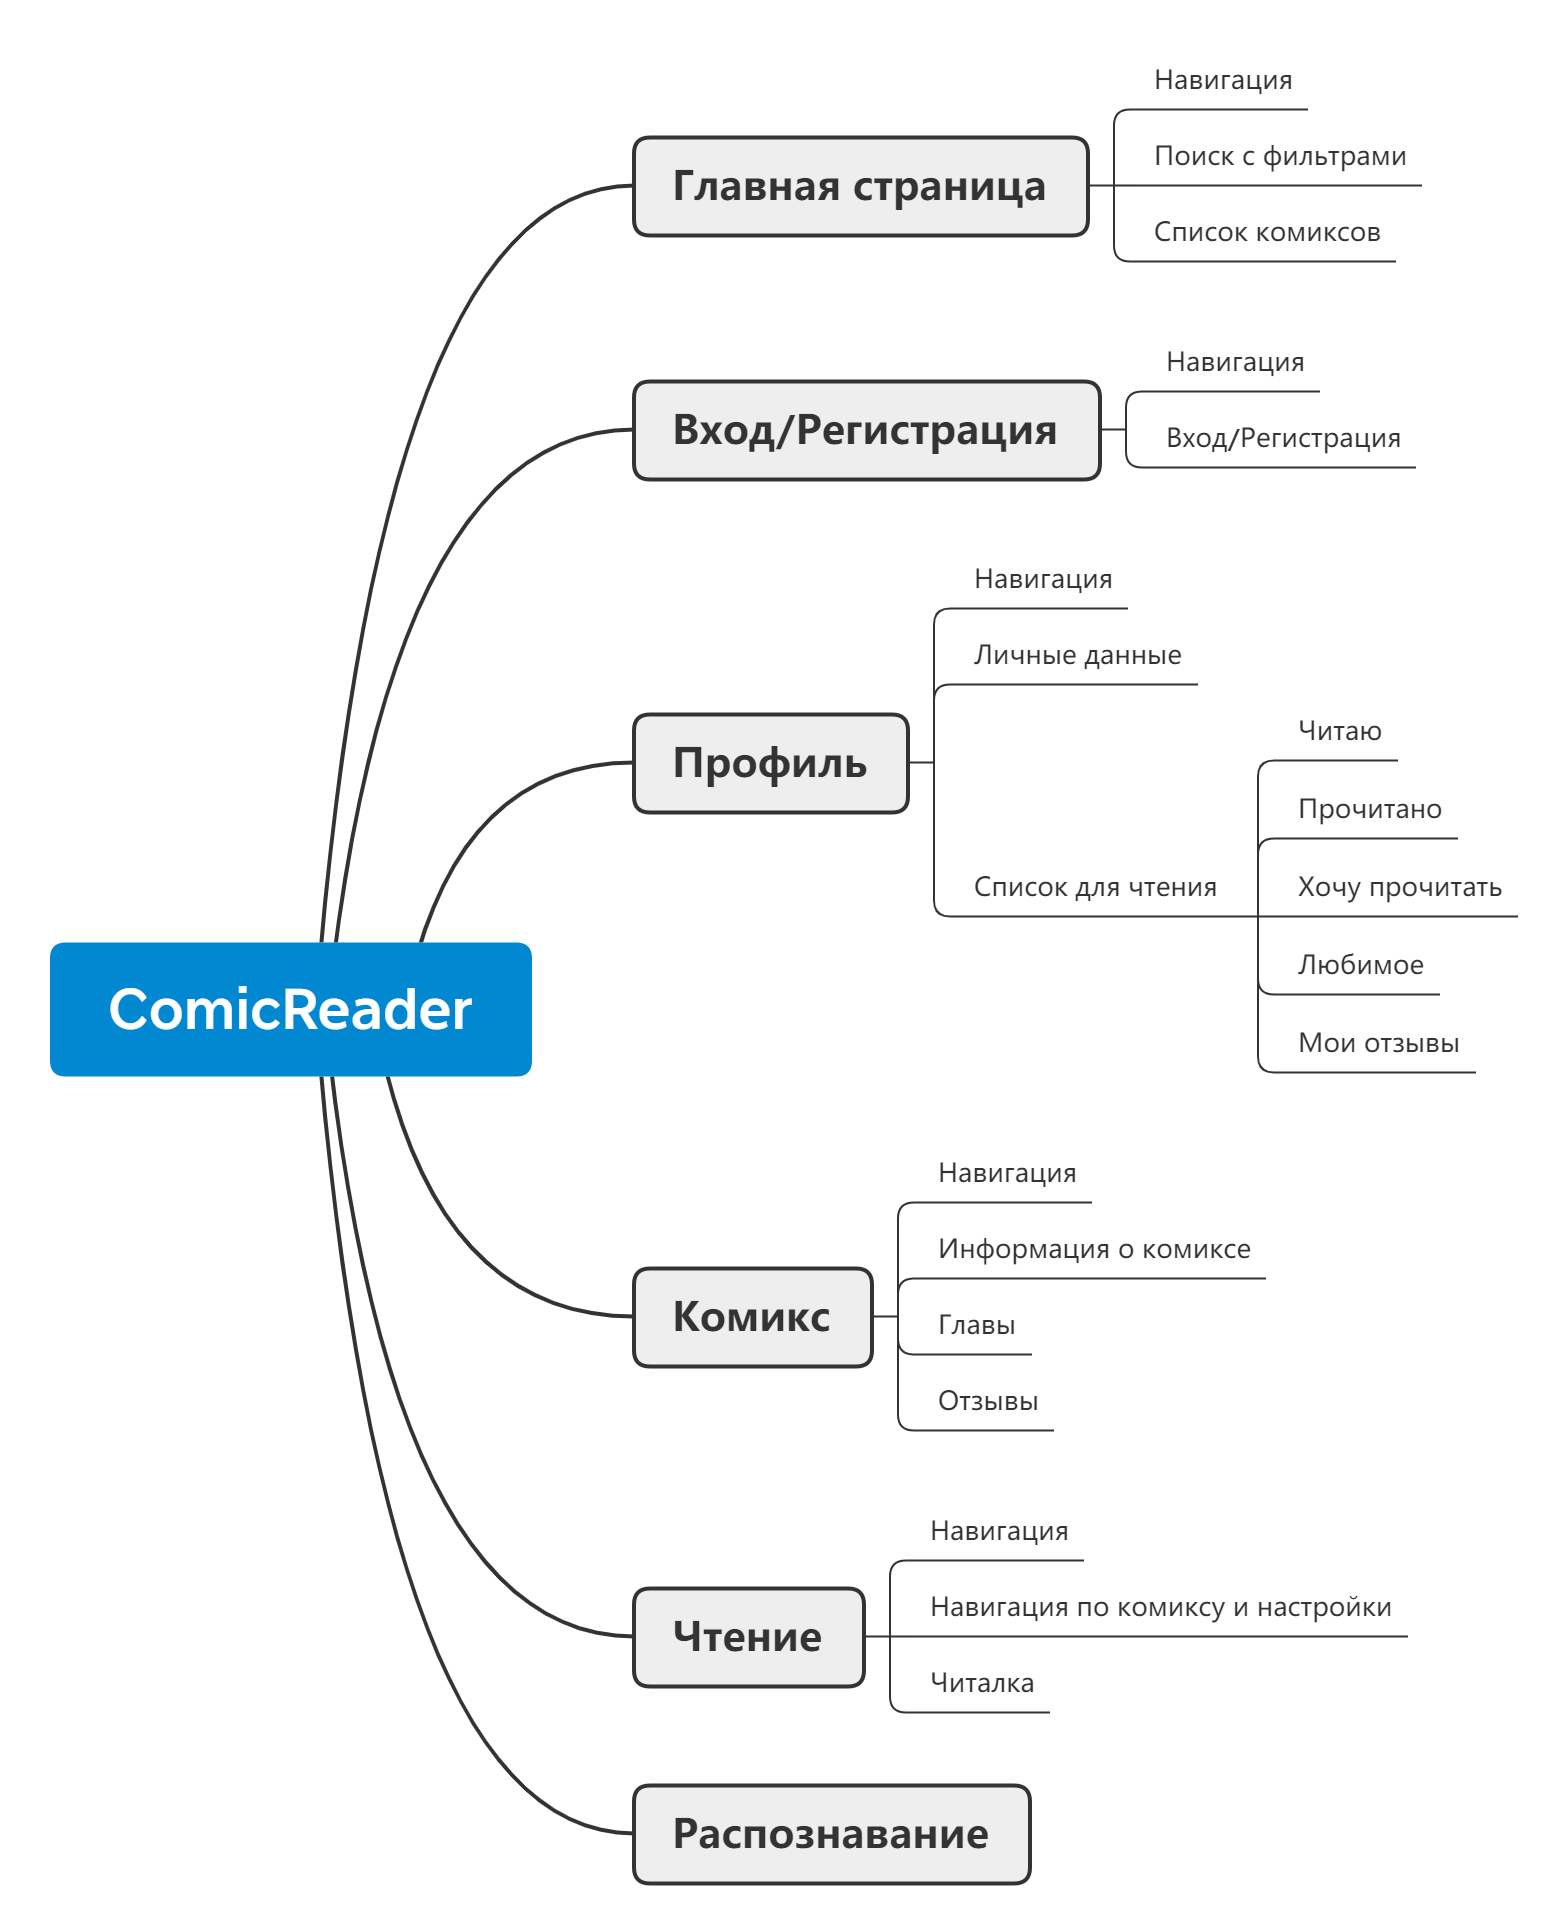 ComicReader
Главная страница
Навигация
Поиск с фильтрами
Список комиксов
Вход/Регистрация
Навигация
Вход/Регистрация
Профиль
Навигация
Личные данные
Список для чтения
Читаю
Прочитано
Хочу прочитать
Любимое
Мои отзывы
Комикс
Навигация
Информация о комиксе
Главы
Отзывы
Чтение
Навигация
Навигация по комиксу и настройки
Читалка
Распознавание